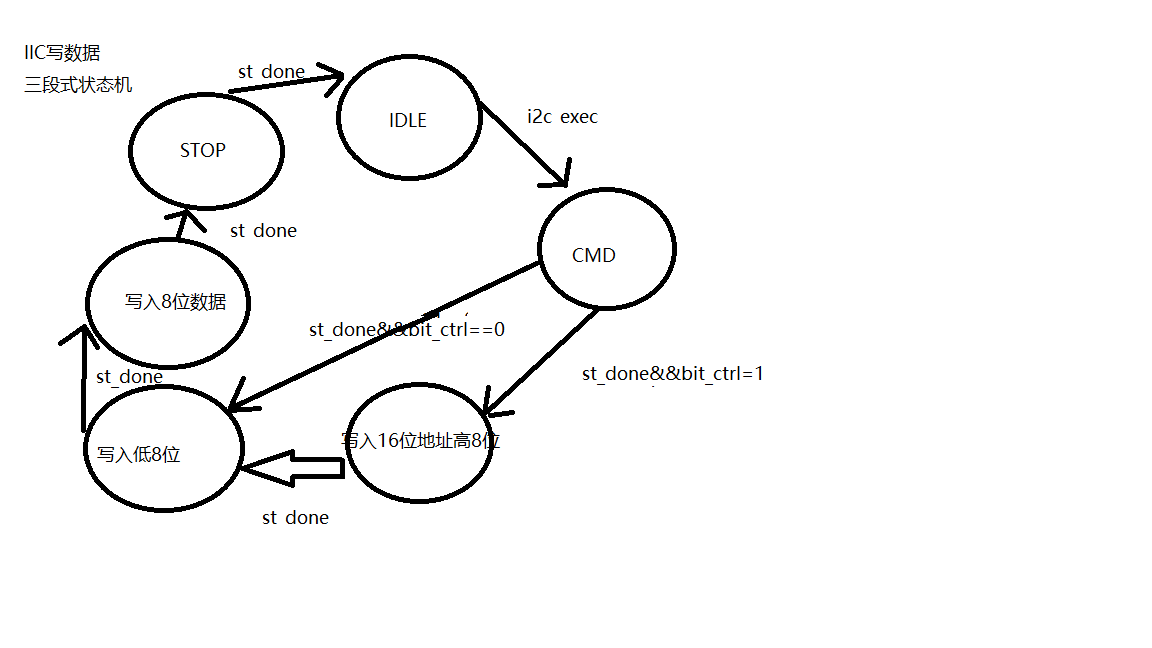 IIC写数据
三段式状态机
st done
IDLE
i2c exec
STOP
st done
CMD
写入8位数据
st_done&&bit_ctrl==0
st_done
st_done&&bit_ctrl=1
写入16位地址高8位
写入低8位
st done